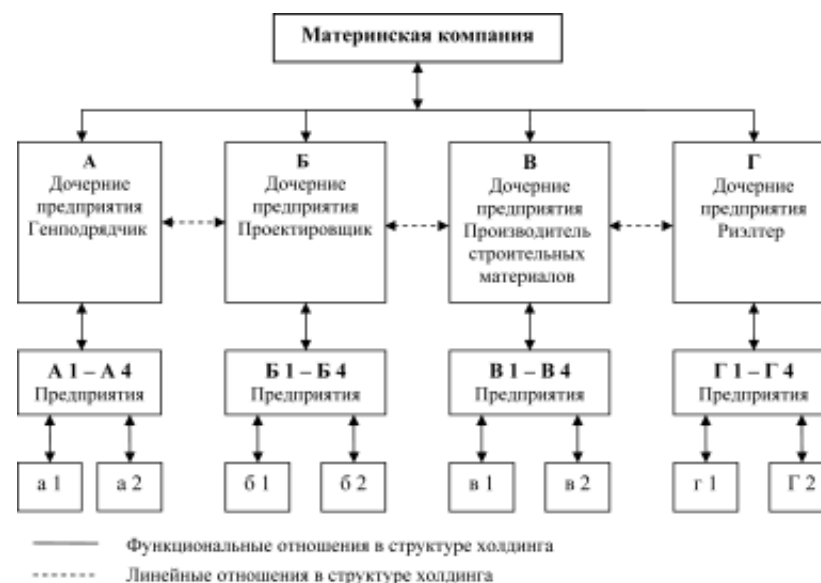 Материнская компания
А
Дочерние
предприятия
Генподрядчик
Б
Дочерние
предприятия
Проектировщик
В
Дочерние
предприятия
Производитель
строительных
материалов
Г
Дочерние
предприятия
Риэлтер
А 1 – А 4
Предприятия
Б 1 – Б 4
Предприятия
В 1 – В 4
Предприятия
Г 1 – Г 4
Предприятия
а 1
а 2
б 1
б 2
в 1
в 2
г 1
Г 2
Функциональные отношения в структуре холдинга
Линейные отношения в структуре холдинга